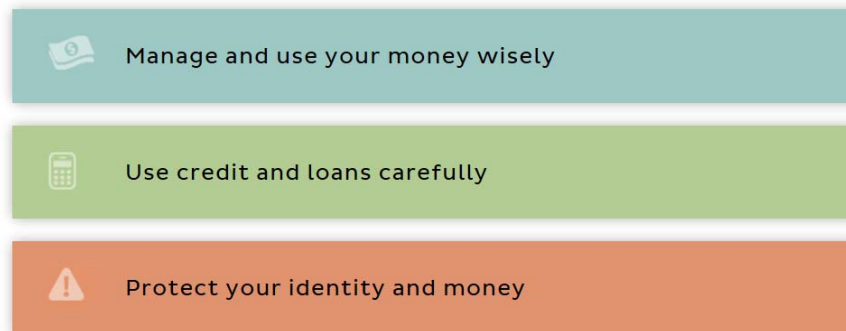 Manage and use your money wisely
Use credit and loans carefully
Protect your identity and money